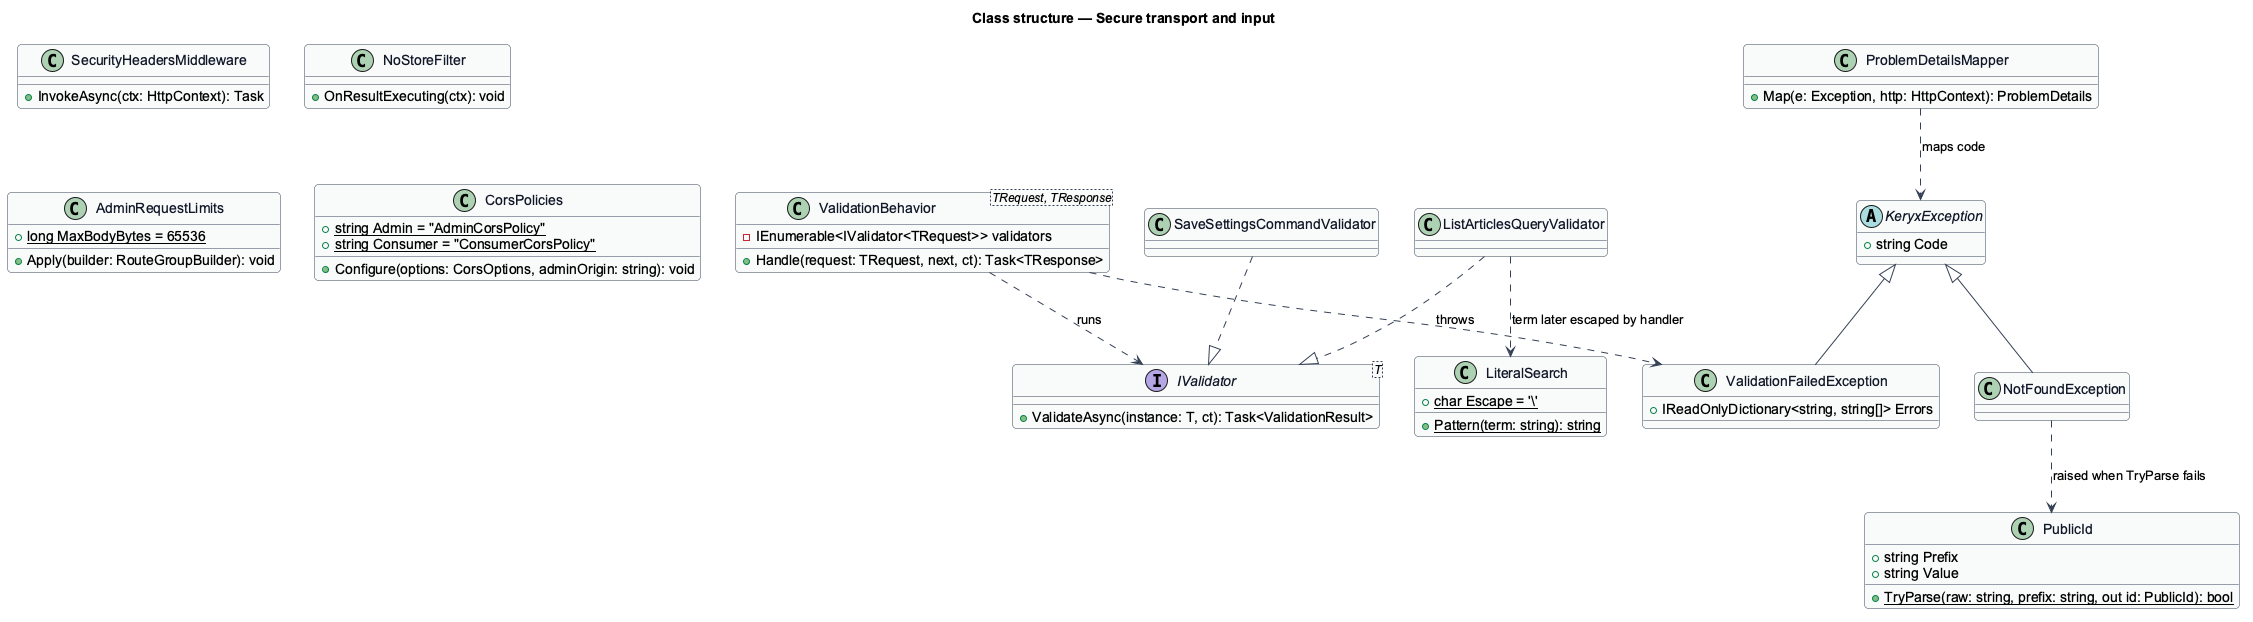 Class structure — Secure transport and input
C SecurityHeadersMiddleware
InvokeAsync(ctx: HttpContext): Task
C NoStoreFilter
OnResultExecuting(ctx): void
C ProblemDetailsMapper
Map(e: Exception, http: HttpContext): ProblemDetails
maps code
C AdminRequestLimits
long MaxBodyBytes = 65536
Apply(builder: RouteGroupBuilder): void
C CorsPolicies
string Admin = "AdminCorsPolicy"
string Consumer = "ConsumerCorsPolicy"
Configure(options: CorsOptions, adminOrigin: string): void
C ValidationBehavior
TRequest, TResponse
IEnumerable<IValidator<TRequest>> validators
Handle(request: TRequest, next, ct): Task<TResponse>
C SaveSettingsCommandValidator
C ListArticlesQueryValidator
A KeryxException
string Code
runs
throws
term later escaped by handler
I IValidator
T
ValidateAsync(instance: T, ct): Task<ValidationResult>
C LiteralSearch
char Escape = '\'
Pattern(term: string): string
C ValidationFailedException
IReadOnlyDictionary<string, string[]> Errors
C NotFoundException
raised when TryParse fails
C PublicId
string Prefix
string Value
TryParse(raw: string, prefix: string, out id: PublicId): bool